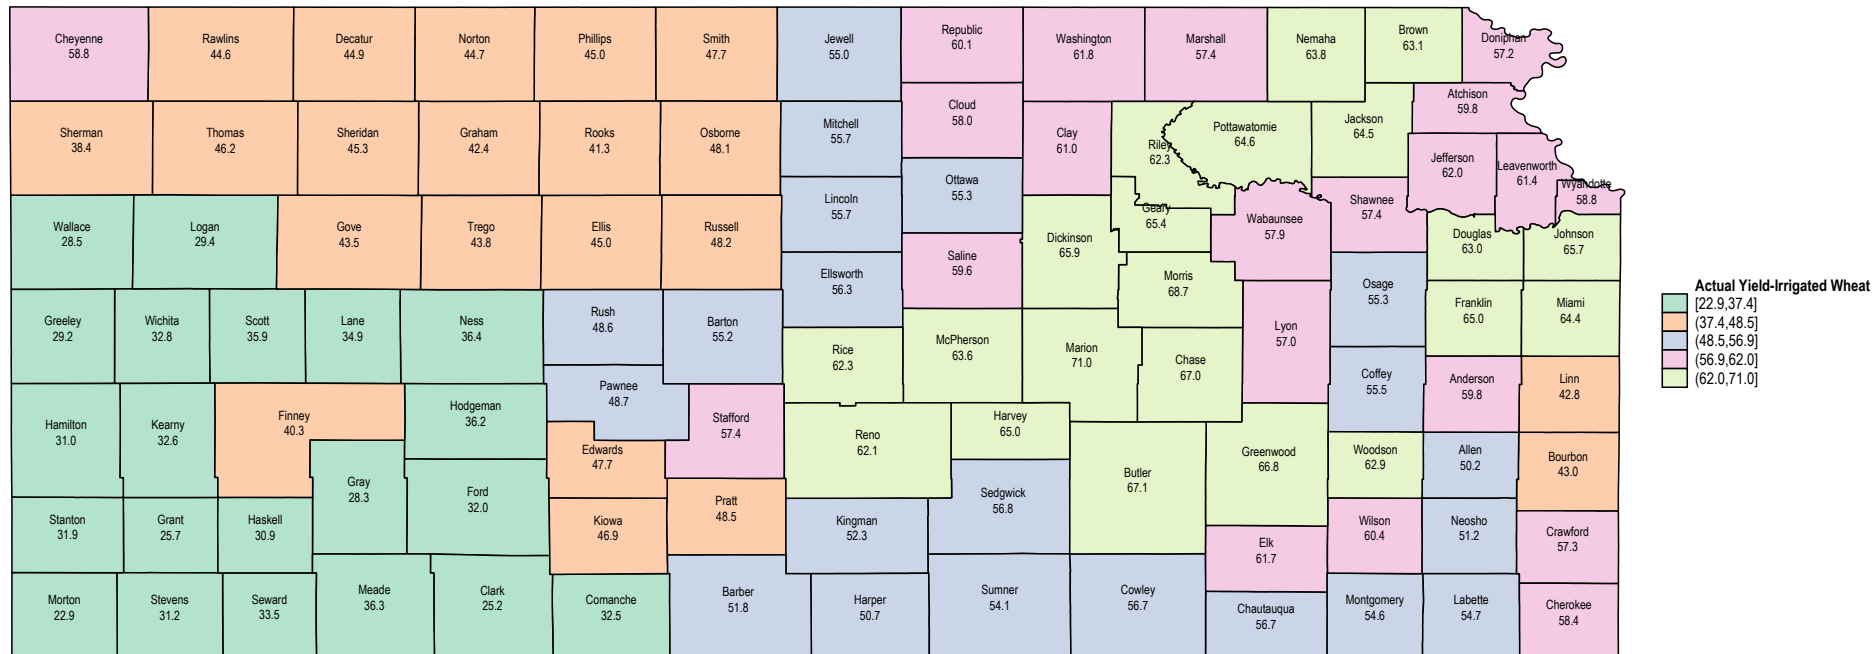 Cheyenne
58.8
Rawlins
44.6
Decatur
44.9
Norton
44.7
Phillips
45.0
Smith
47.7
Jewell
55.0
Republic
60.1
Washington
61.8
Marshall
57.4
Nemaha
63.8
Brown
63.1
Doniphan
57.2
Sherman
38.4
Thomas
46.2
Sheridan
45.3
Graham
42.4
Rooks
41.3
Osborne
48.1
Mitchell
55.7
Cloud
58.0
Clay
61.0
Riley
62.3
Pottawatomie
64.6
Jackson
64.5
Atchison
59.8
Jefferson
62.0
Leavenworth
61.4
Wyandotte
58.8
Wallace
28.5
Logan
29.4
Gove
43.5
Trego
43.8
Ellis
45.0
Russell
48.2
Lincoln
55.7
Ottawa
55.3
Saline
59.6
Dickinson
65.9
Geary
65.4
Wabaunsee
57.9
Shawnee
57.4
Douglas
63.0
Johnson
65.7
Ellsworth
56.3
Morris
68.7
Osage
55.3
Franklin
65.0
Miami
64.4
Greeley
29.2
Wichita
32.8
Scott
35.9
Lane
34.9
Ness
36.4
Rush
48.6
Barton
55.2
Rice
62.3
McPherson
63.6
Marion
71.0
Chase
67.0
Lyon
57.0
Coffey
55.5
Anderson
59.8
Linn
42.8
Hamilton
31.0
Kearny
32.6
Finney
40.3
Hodgeman
36.2
Pawnee
48.7
Stafford
57.4
Reno
62.1
Harvey
65.0
Butler
67.1
Greenwood
66.8
Woodson
62.9
Allen
50.2
Bourbon
43.0
Gray
28.3
Ford
32.0
Edwards
47.7
Pratt
48.5
Kiowa
46.9
Kingman
52.3
Sedgwick
56.8
Elk
61.7
Wilson
60.4
Neosho
51.2
Crawford
57.3
Stanton
31.9
Grant
25.7
Haskell
30.9
Morton
22.9
Stevens
31.2
Seward
33.5
Meade
36.3
Clark
25.2
Comanche
32.5
Barber
51.8
Harper
50.7
Sumner
54.1
Cowley
56.7
Chautauqua
56.7
Montgomery
54.6
Labette
54.7
Cherokee
58.4
Actual Yield-Irrigated Wheat
[22.9,37.4]
(37.4,48.5]
(48.5,56.9]
(56.9,62.0]
(62.0,71.0]